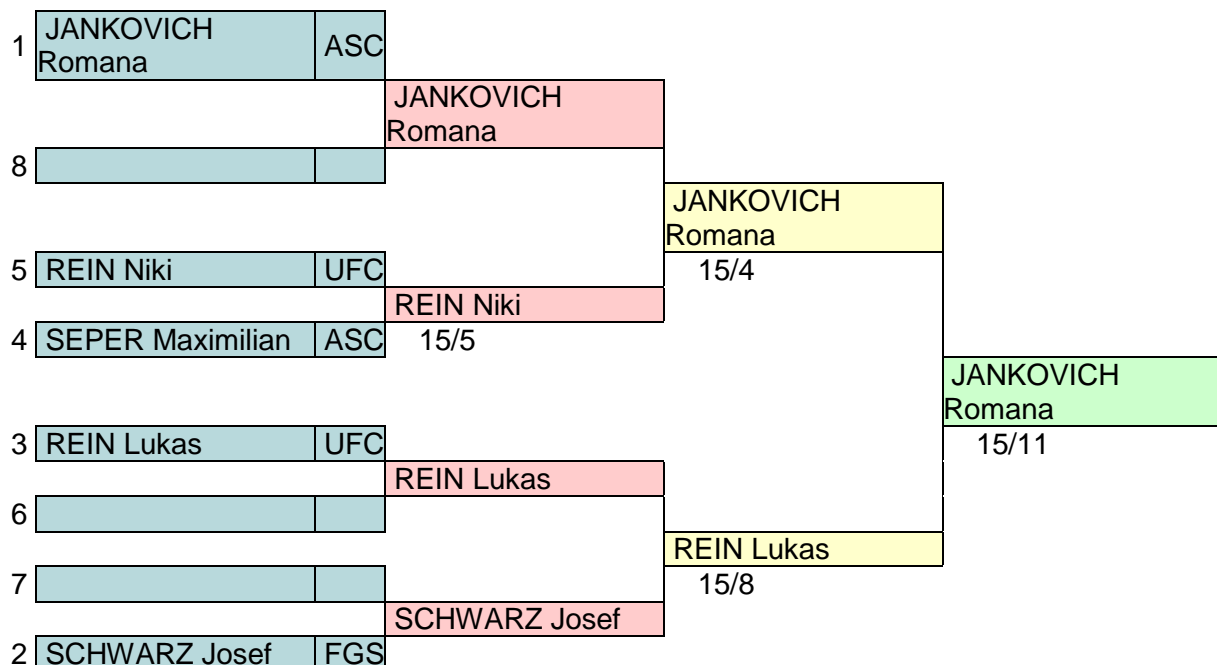 1 JANKOVICH Romana ASC
JANKOVICH Romana
8
JANKOVICH Romana
5 REIN Niki UFC 15/4
REIN Niki
4 SEPER Maximilian ASC 15/5
JANKOVICH Romana
3 REIN Lukas UFC 15/11
REIN Lukas
6
REIN Lukas
7 15/8
SCHWARZ Josef
2 SCHWARZ Josef FGS